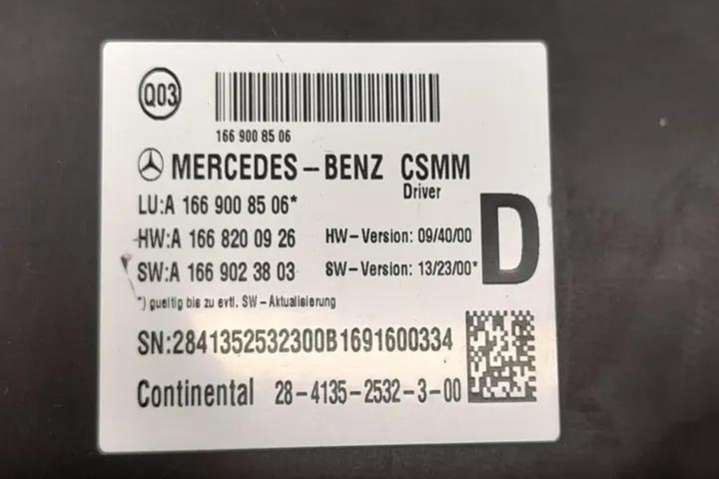 Q03
166 900 85 06
MERCEDES-BENZ CSMM
Driver
LU:A 166 900 85 06*
HW:A 166 820 09 26 HW-Version: 09/40/00
D
SW:A 166 902 38 03 SW-Version: 13/23/00*
*) gueltig bis zu evtl. SW-Aktualisierung
SN:2841352532300B1691600334
Continental 28-4135-2532-3-00